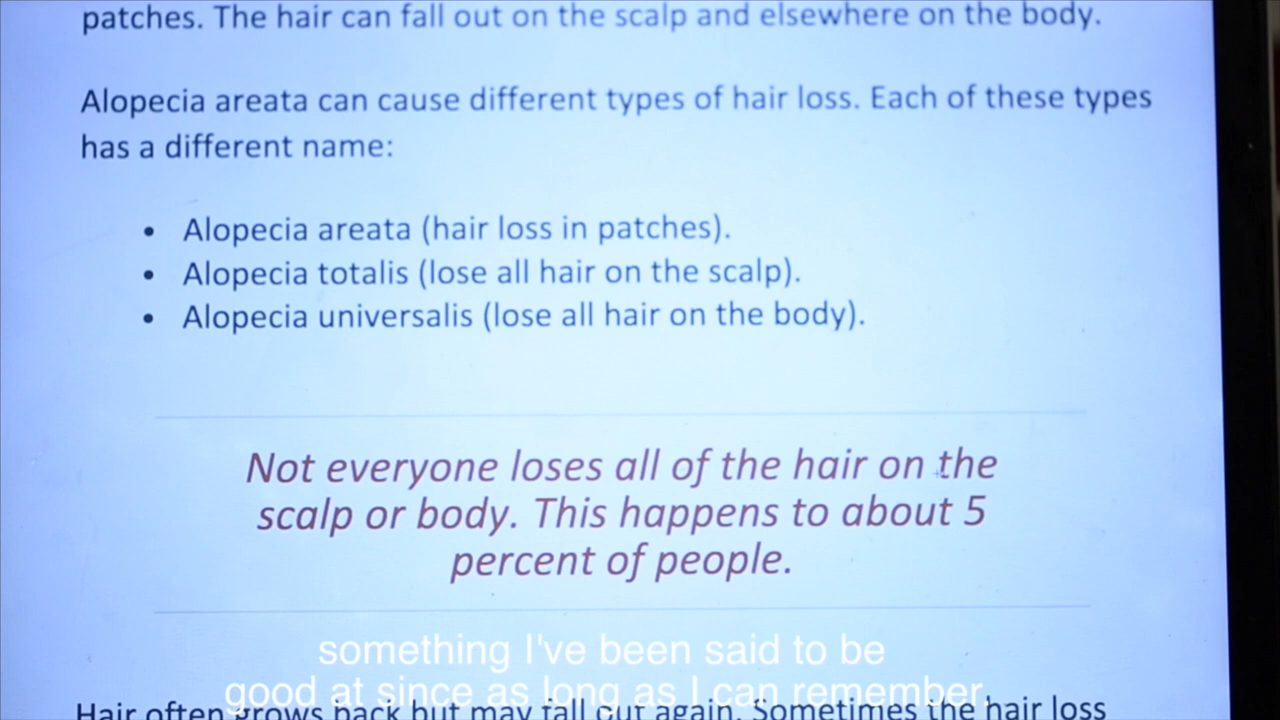 patches. The hair can fall out on the scalp and elsewhere on the body.
Alopecia areata can cause different types of hair loss. Each of these types
has a different name:
• Alopecia areata (hair loss in patches).
• Alopecia totalis (lose all hair on the scalp).
• Alopecia universalis (lose all hair on the body).
Not everyone loses all of the hair on the
scalp or body. This happens to about 5
percent of people.
something I've been said to be
good at since as long as I can remember.
Hair often grows back but may fall out again. Sometimes the hair loss